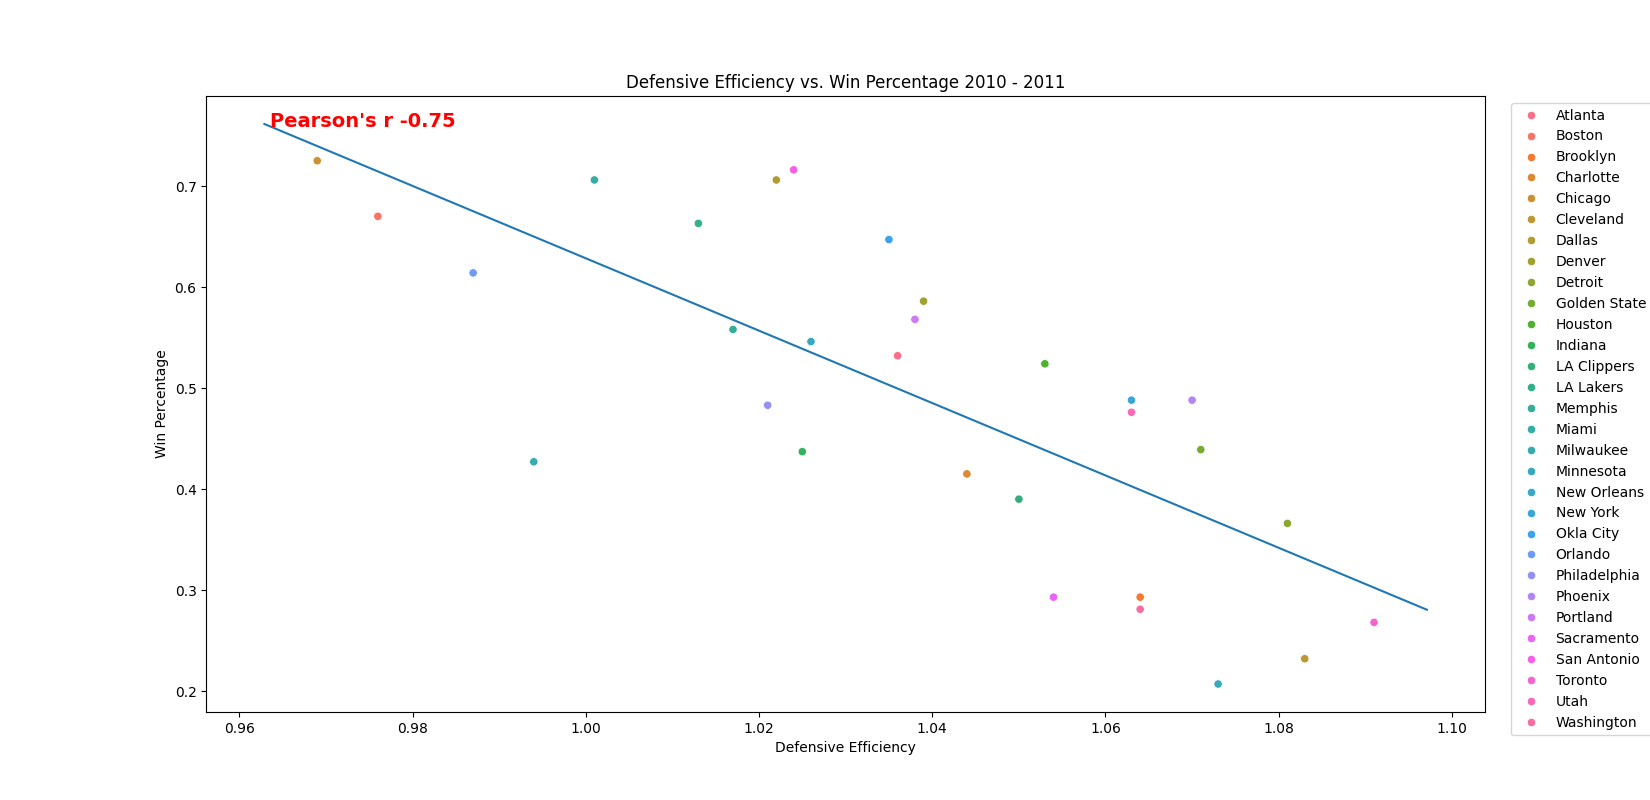 Defensive Efficiency vs. Win Percentage 2010 - 2011
Pearson's r -0.75
Win Percentage
0.7
0.6
0.5
0.4
0.3
0.2
0.96 0.98 1.00 1.02 1.04 1.06 1.08 1.10
Defensive Efficiency
Atlanta
Boston
Brooklyn
Charlotte
Chicago
Cleveland
Dallas
Denver
Detroit
Golden State
Houston
Indiana
LA Clippers
LA Lakers
Memphis
Miami
Milwaukee
Minnesota
New Orleans
New York
Okla City
Orlando
Philadelphia
Phoenix
Portland
Sacramento
San Antonio
Toronto
Utah
Washington